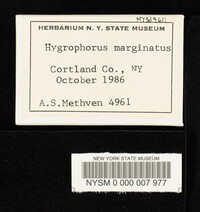 HERBARIUM N. Y. STATE MUSEUM
Hygrophorus marginatus
Cortland Co., NY
October 1986
A.S.Methven 4961
NEW YORK STATE MUSEUM
NYSM 0 000 007 977